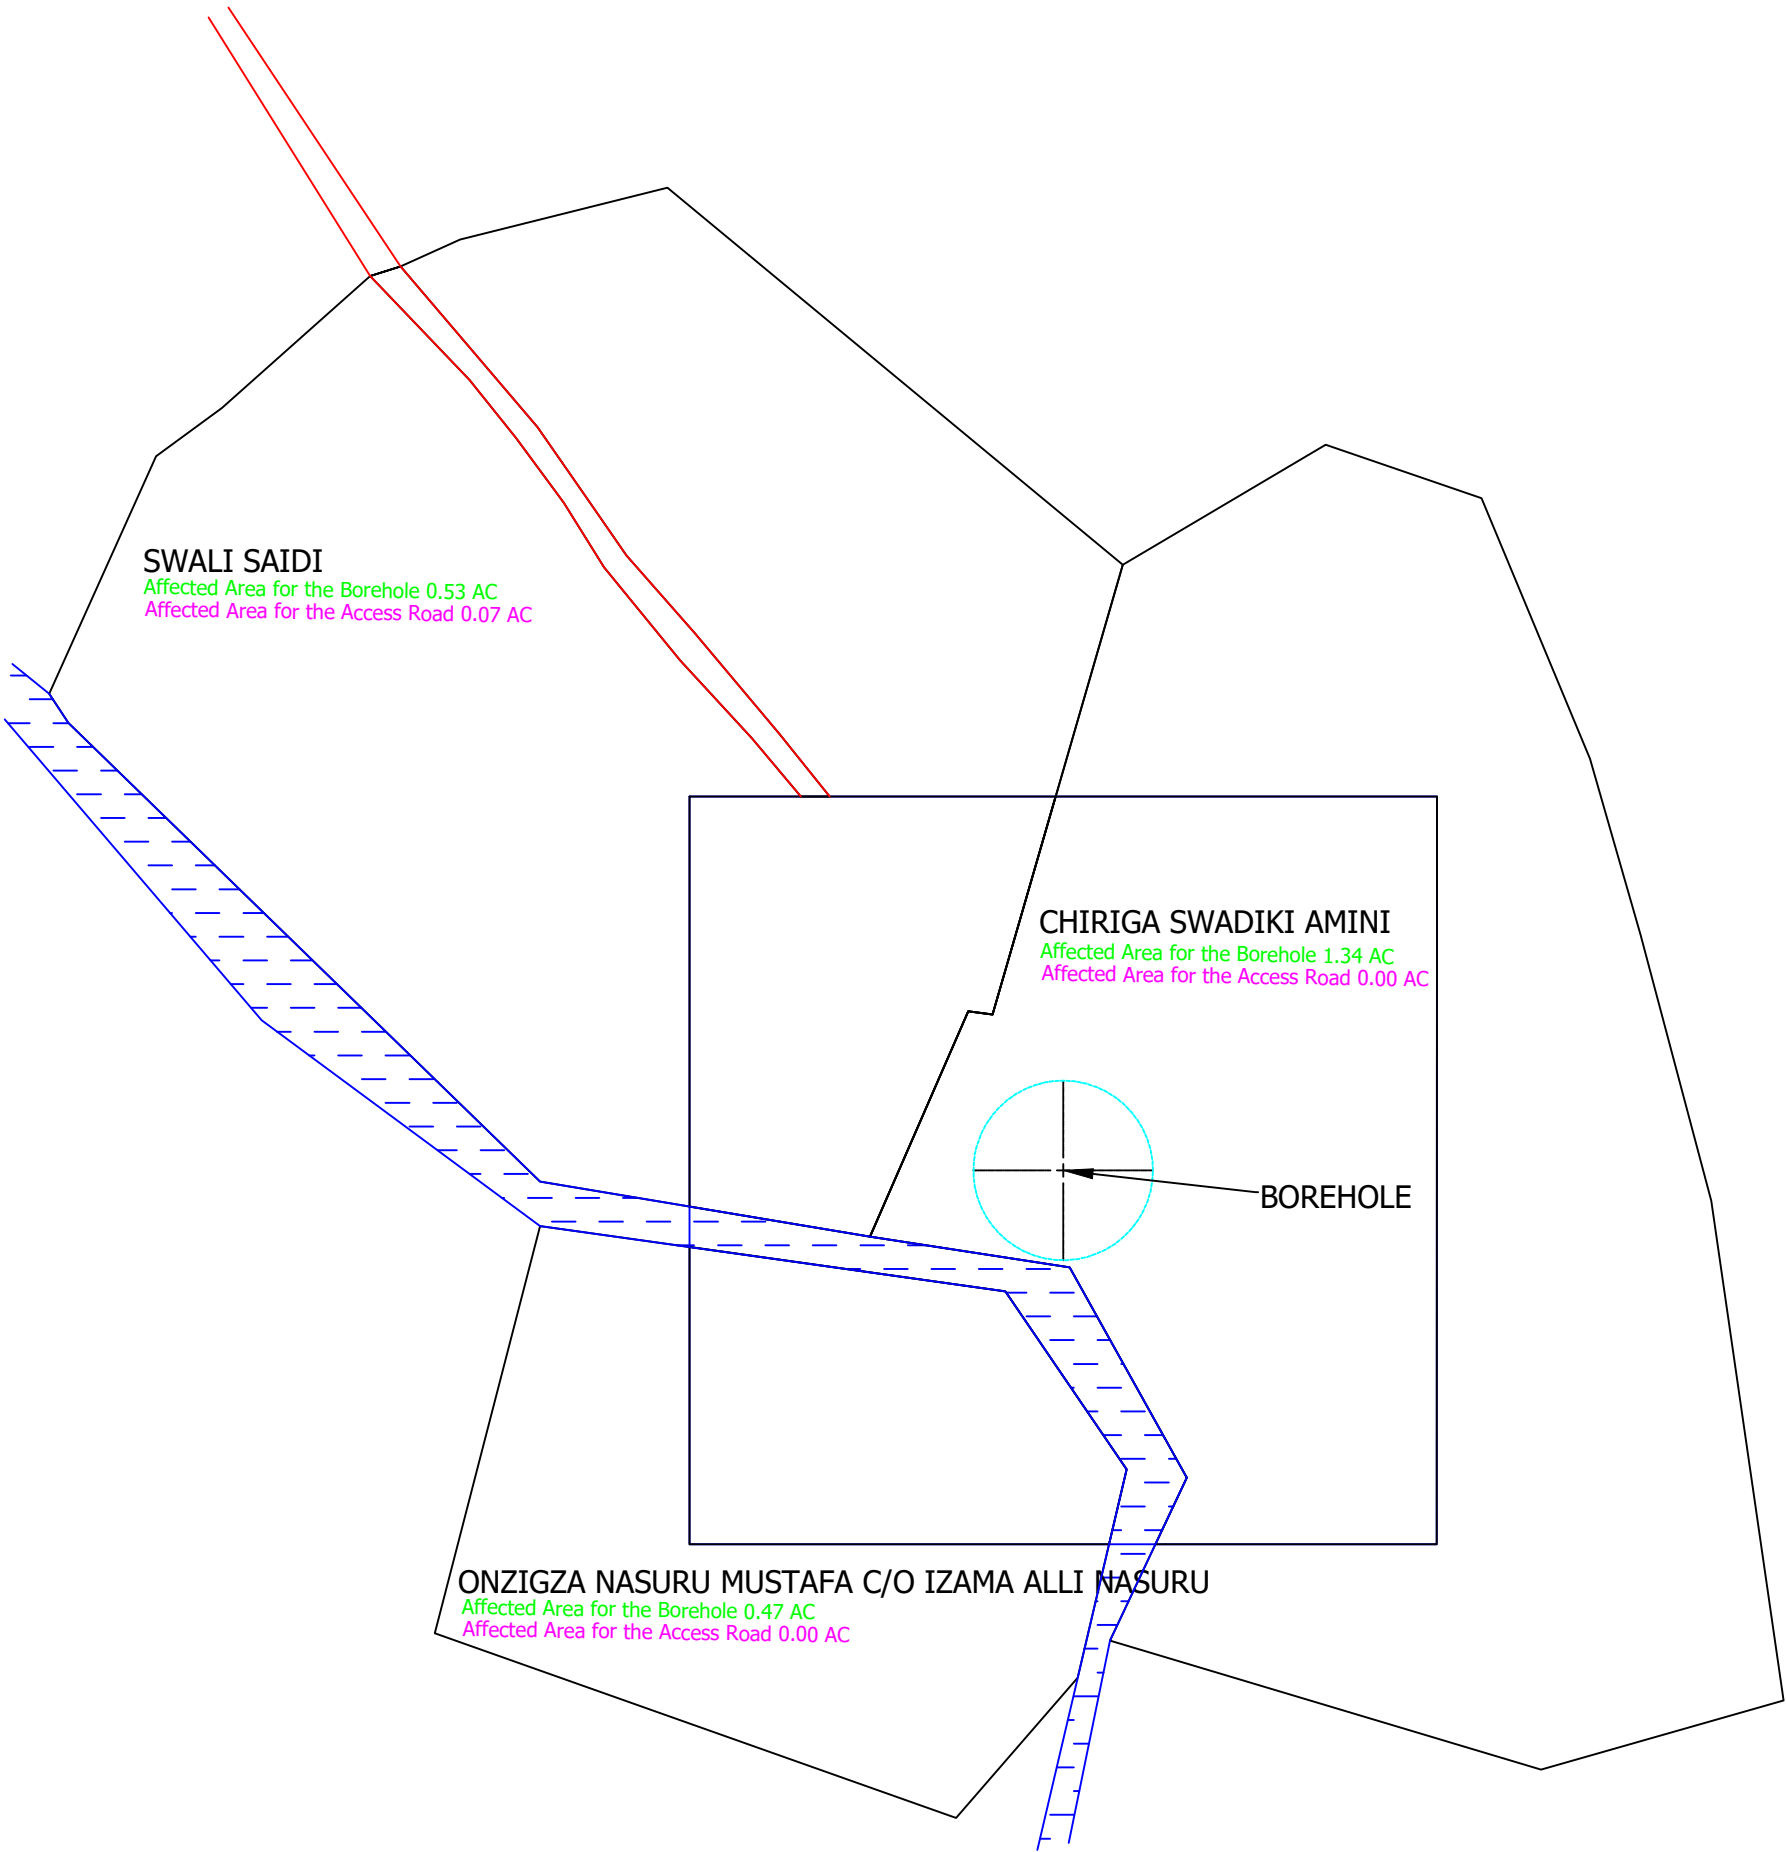 SWALI SAIDI
Affected Area for the Borehole 0.53 AC
Affected Area for the Access Road 0.07 AC
CHIRIGA SWADIKI AMINI
Affected Area for the Borehole 1.34 AC
Affected Area for the Access Road 0.00 AC
BOREHOLE
ONZIGZA NASURU MUSTAFA C/O IZAMA ALLI NASURU
Affected Area for the Borehole 0.47 AC
Affected Area for the Access Road 0.00 AC